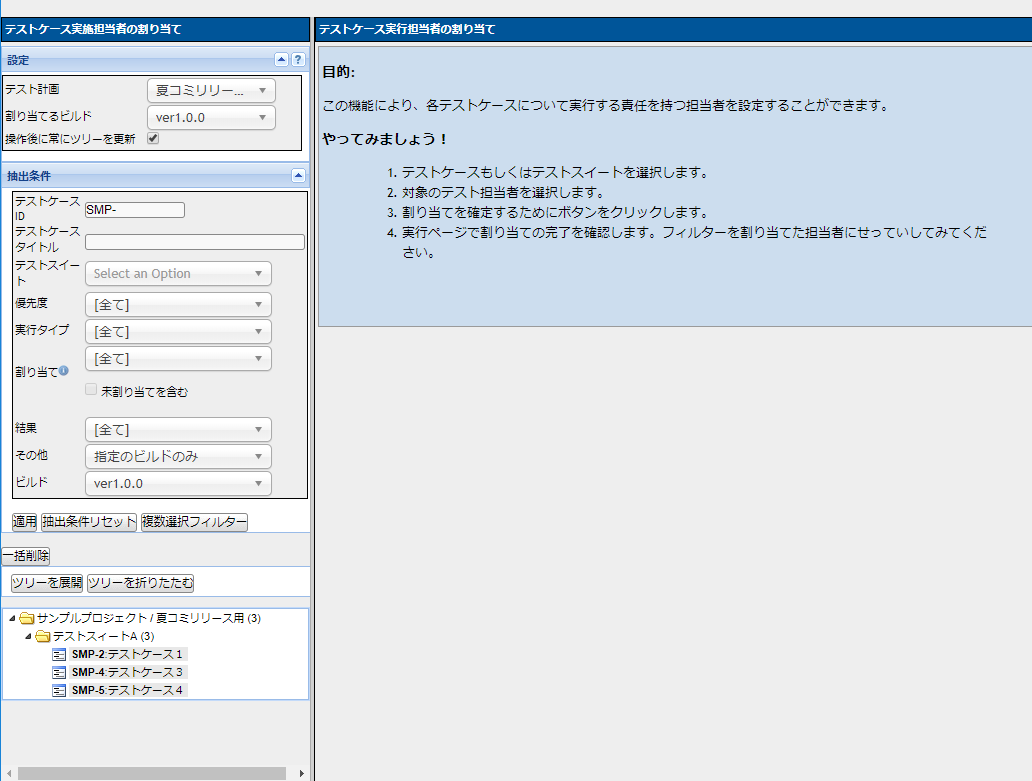 テストケース実施担当者の割り当て
設定
?
テスト計画
夏コミリリー...
割り当てるビルド
ver1.0.0
操作後に常にツリーを更新
抽出条件
テストケース
ID
SMP-
テストケース
タイトル
テストスイー
ト
Select an Option
優先度
[全て]
実行タイプ
[全て]
[全て]
割り当て
未割り当てを含む
結果
[全て]
その他
指定のビルドのみ
ビルド
ver1.0.0
適用 抽出条件リセット 複数選択フィルター
一括削除
ツリーを展開 ツリーを折りたたむ
サンプルプロジェクト / 夏コミリリース用 (3)
テストスィートA (3)
SMP-2:テストケース１
SMP-4:テストケース３
SMP-5:テストケース４
テストケース実行担当者の割り当て
目的:
この機能により、各テストケースについて実行する責任を持つ担当者を設定することができます。
やってみましょう！
1. テストケースもしくはテストスイートを選択します。
2. 対象のテスト担当者を選択します。
3. 割り当てを確定するためにボタンをクリックします。
4. 実行ページで割り当ての完了を確認します。フィルターを割り当てた担当者にせっていしてみてくだ
さい。